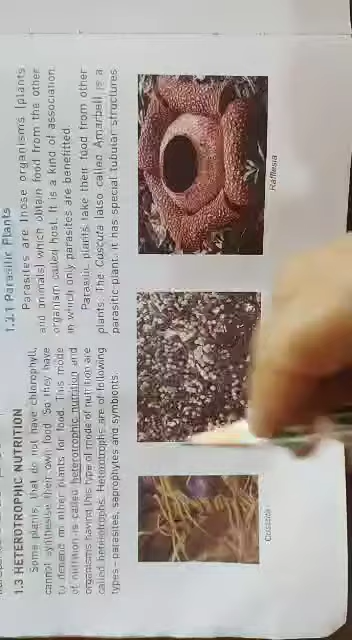 1.3 HETEROTROPHIC NUTRITION
Some plants, that do not have chlorophyll,
cannot synthesise their own food. So they have
to depend on other plants for food. This mode
of nutrition is called heterotrophic nutrition and
organisms having this type of mode of nutrition are
called heterotrophs. Heterotrophs are of following
types – parasites, saprophytes and symbionts.
Cuscuta
1.3.1 Parasitic Plants
Parasites are those organisms (plants
and animals) which obtain food from the other
organism called host. It is a kind of association
in which only parasites are benefitted.
Parasitic plants take their food from other
plants. The Cuscuta (also called Amarbel) is a
parasitic plant. It has special tubular structures
Rafflesia